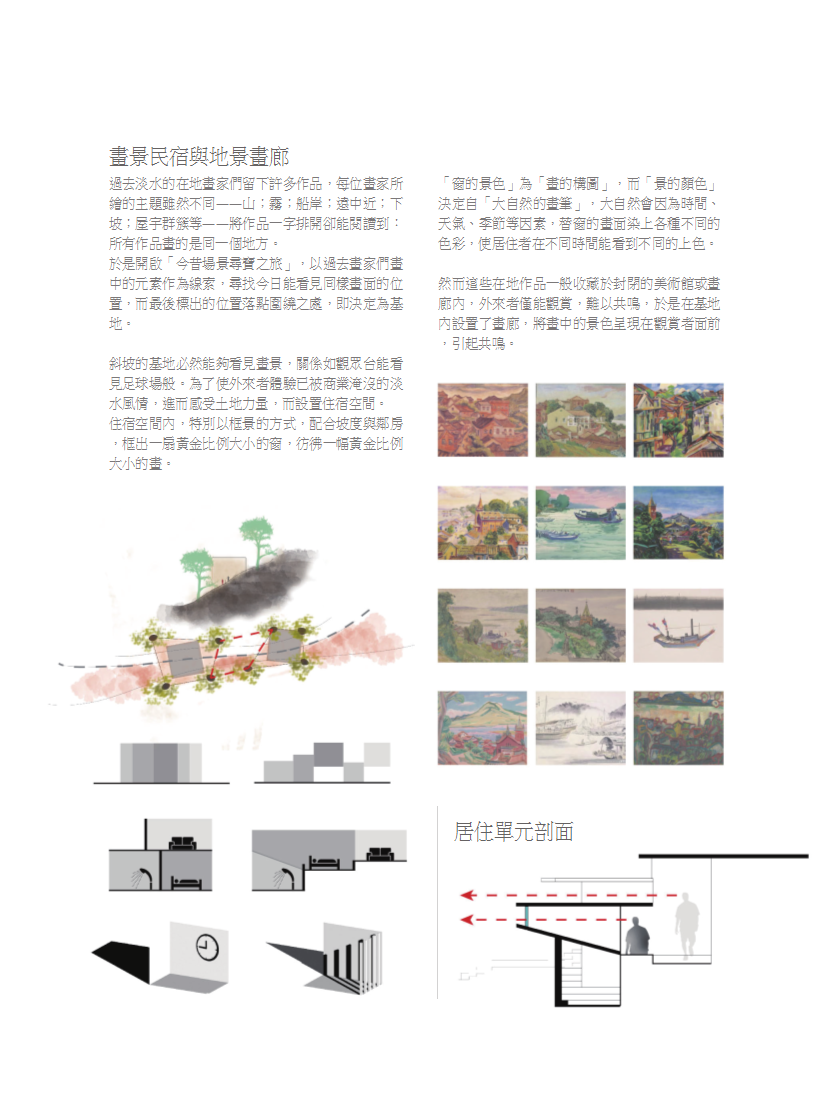 畫景民宿與地景畫廊
過去淡水的在地畫家們留下許多作品，每位畫家所
繪的主題雖然不同——山；霧；船岸；遠中近；下
坡；屋宇群簇等——將作品一字排開卻能閱讀到：
所有作品畫的是同一個地方。
於是開啟「今昔場景尋寶之旅」，以過去畫家們畫
中的元素作為線索，尋找今日能看見同樣畫面的位
置，而最後標出的位置落點圍繞之處，即決定為基
地。
斜坡的基地必然能夠看見畫景，關係如觀眾台能看
見足球場般。為了使外來者體驗已被商業淹沒的淡
水風情，進而感受土地力量，而設置住宿空間。
住宿空間內，特別以框景的方式，配合坡度與鄰房
，框出一扇黃金比例大小的窗，彷彿一幅黃金比例
大小的畫。
「窗的景色」為「畫的構圖」，而「景的顏色」
決定自「大自然的畫筆」，大自然會因為時間、
天氣、季節等因素，替窗的畫面染上各種不同的
色彩，使居住者在不同時間能看到不同的上色。
然而這些在地作品一般收藏於封閉的美術館或畫
廊內，外來者僅能觀賞，難以共鳴，於是在基地
內設置了畫廊，將畫中的景色呈現在觀賞者面前
，引起共鳴。
居住單元剖面